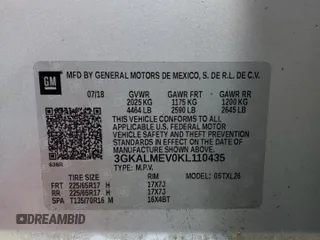 GM
MFD BY GENERAL MOTORS DE MEXICO, S. DE R.L. DE C.V.
07/18 GVWR GAWR FRT GAWR RR
2025 KG 1175 KG 1200 KG
4464 LB 2590 LB 2645 LB
THIS VEHICLE CONFORMS TO ALL APPLICABLE U.S.
FEDERAL MOTOR VEHICLE
SAFETY AND THEFT PREVENTION STANDARDS IN EFFECT
ON THE DATE OF MANUFACTURE SHOWN ABOVE.
3GKALMEV0KL110435
TYPE: M.P.V.
MODEL: 06TXL26
TIRE SIZE RIM
FRT 225/65R17 H 17X7J
RR 225/65R17 H 17X7J
SPA T135/70R16 M 16X4BT
AutoBidMaster.com